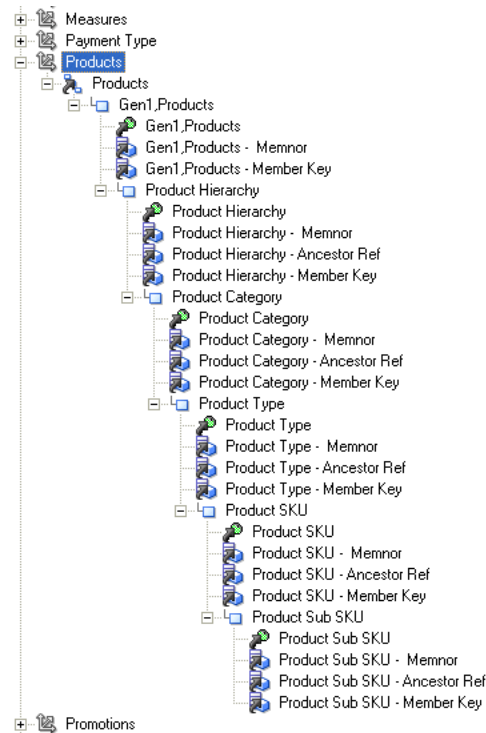 Measures
Payment Type
Products
Products
Gen1,Products
Gen1,Products
Gen1,Products -  Memnor
Gen1,Products - Member Key
Product Hierarchy
Product Hierarchy
Product Hierarchy -  Memnor
Product Hierarchy - Ancestor Ref
Product Hierarchy - Member Key
Product Category
Product Category
Product Category -  Memnor
Product Category - Ancestor Ref
Product Category - Member Key
Product Type
Product Type
Product Type -  Memnor
Product Type - Ancestor Ref
Product Type - Member Key
Product SKU
Product SKU
Product SKU -  Memnor
Product SKU - Ancestor Ref
Product SKU - Member Key
Product Sub SKU
Product Sub SKU
Product Sub SKU -  Memnor
Product Sub SKU - Ancestor Ref
Product Sub SKU - Member Key
Promotions